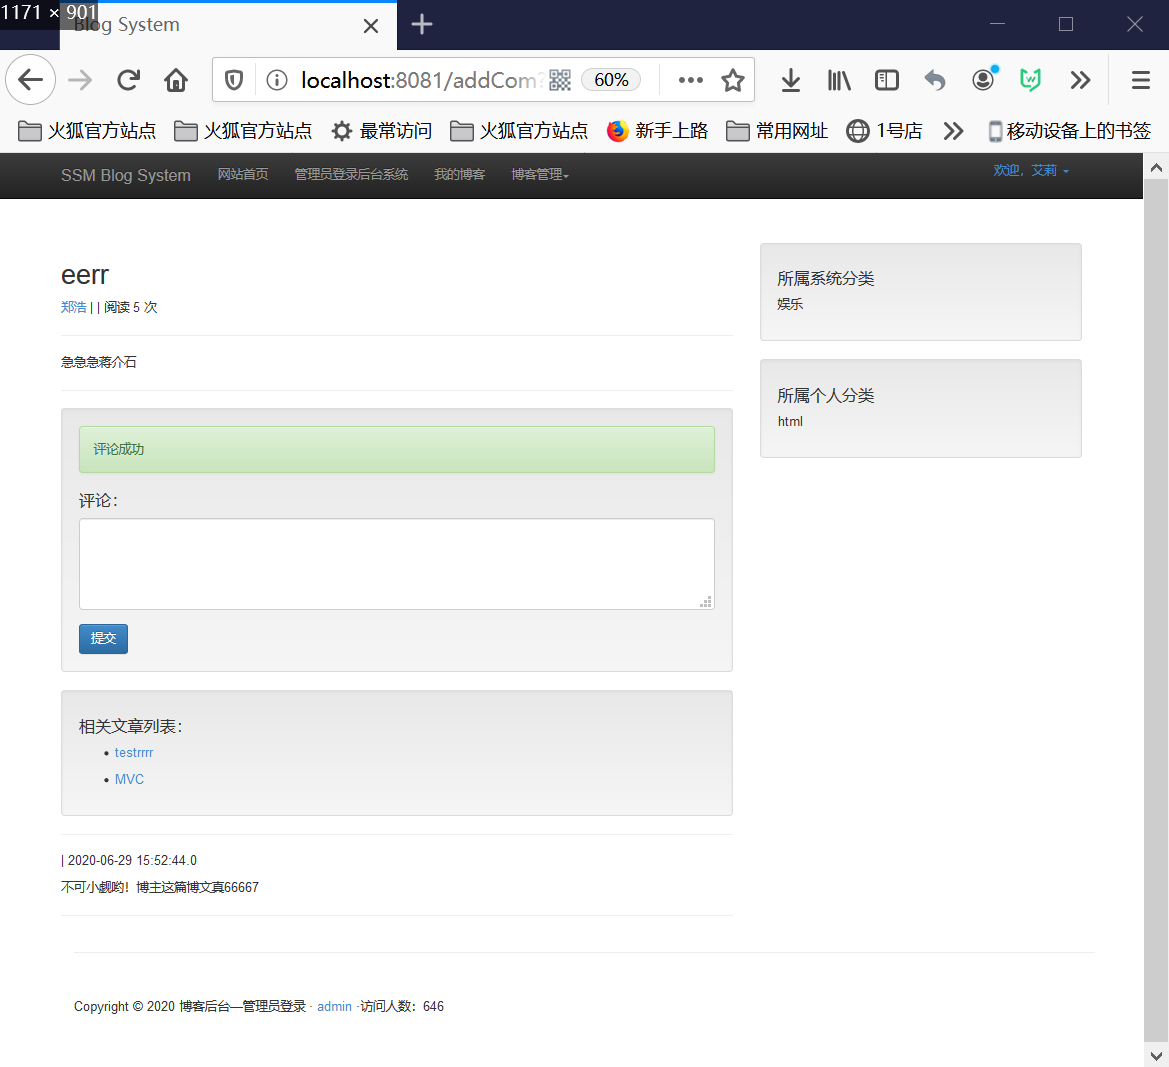 1171 × 901
Blog System
localhost:8081/addCom?
60%
火狐官方站点
火狐官方站点
最常访问
火狐官方站点
新手上路
常用网址
1号店
移动设备上的书签
SSM Blog System
网站首页
管理员登录后台系统
我的博客
博客管理
欢迎，艾莉
eerr
郑浩 | | 阅读 5 次
急急急蒋介石
评论成功
评论：
提交
相关文章列表：
testrrrr
MVC
| 2020-06-29 15:52:44.0
不可小觑哟！博主这篇博文真66667
所属系统分类
娱乐
所属个人分类
html
Copyright © 2020 博客后台—管理员登录 · admin ·访问人数：646